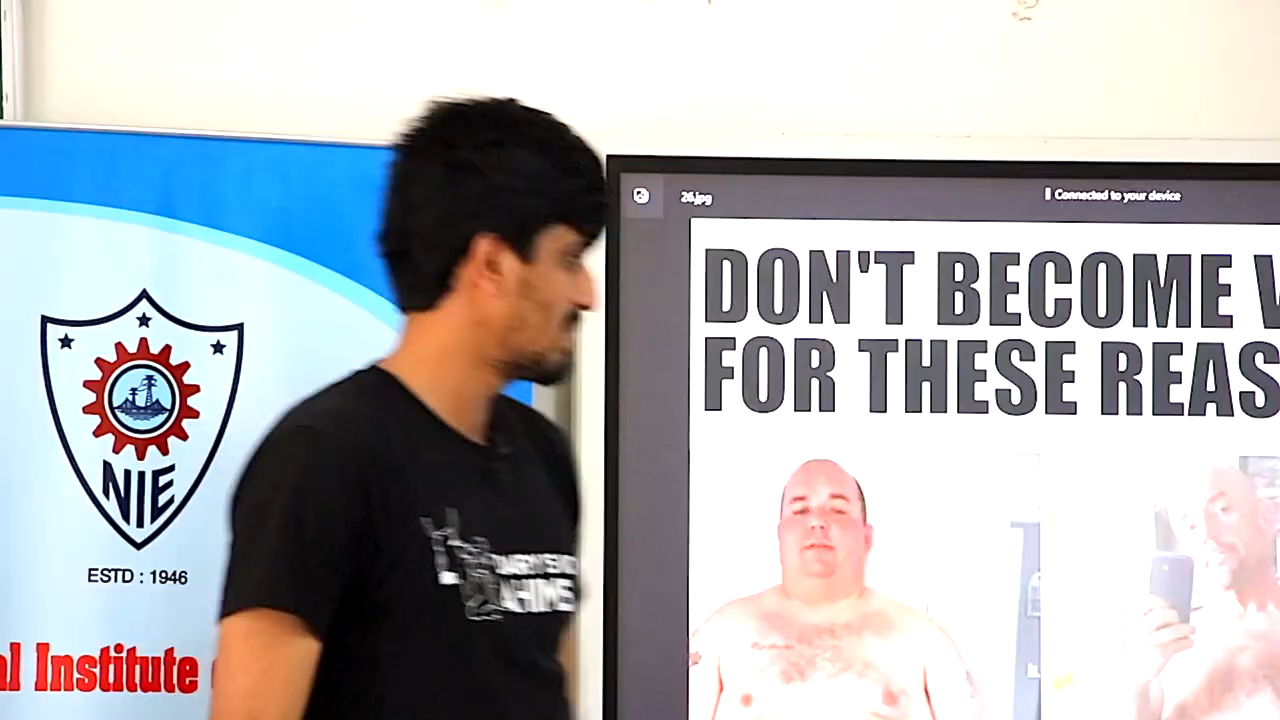 NIE
ESTD : 1946
al Institute
26.jpg
Connected to your device
DON'T BECOME V
FOR THESE REAS